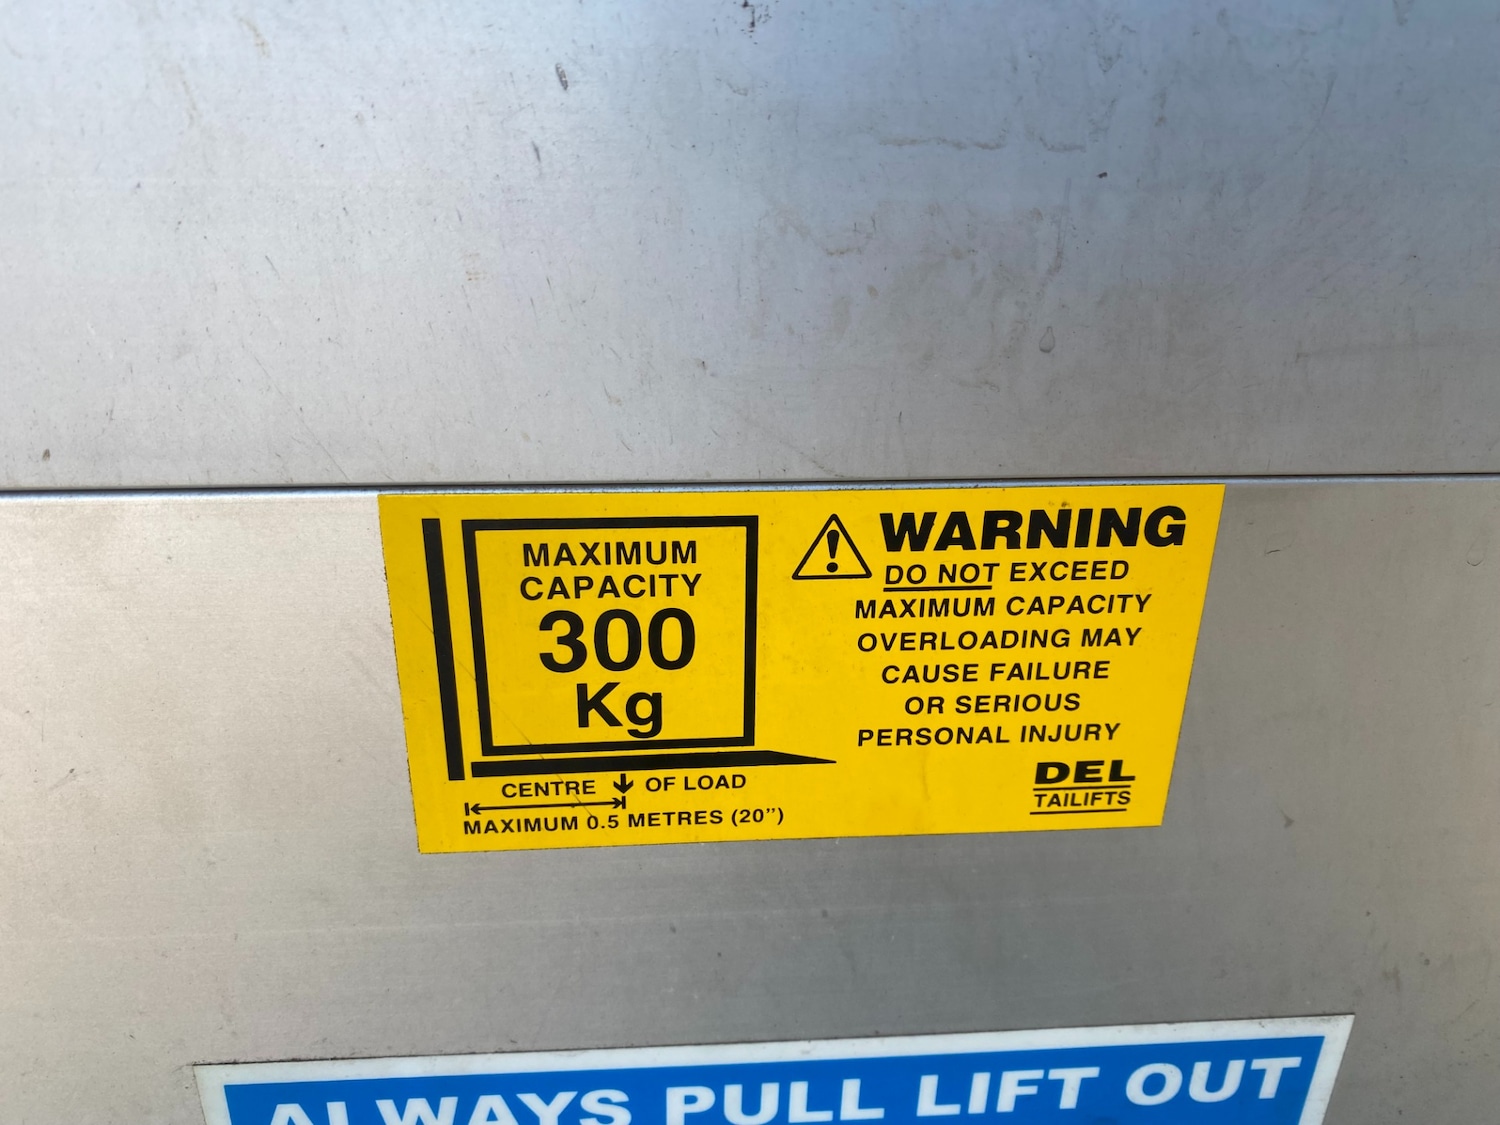 MAXIMUM
CAPACITY
300
Kg
CENTRE OF LOAD
MAXIMUM 0.5 METRES (20")
WARNING
DO NOT EXCEED
MAXIMUM CAPACITY
OVERLOADING MAY
CAUSE FAILURE
OR SERIOUS
PERSONAL INJURY
DEL
TAILIFTS
ALWAYS PULL LIFT OUT